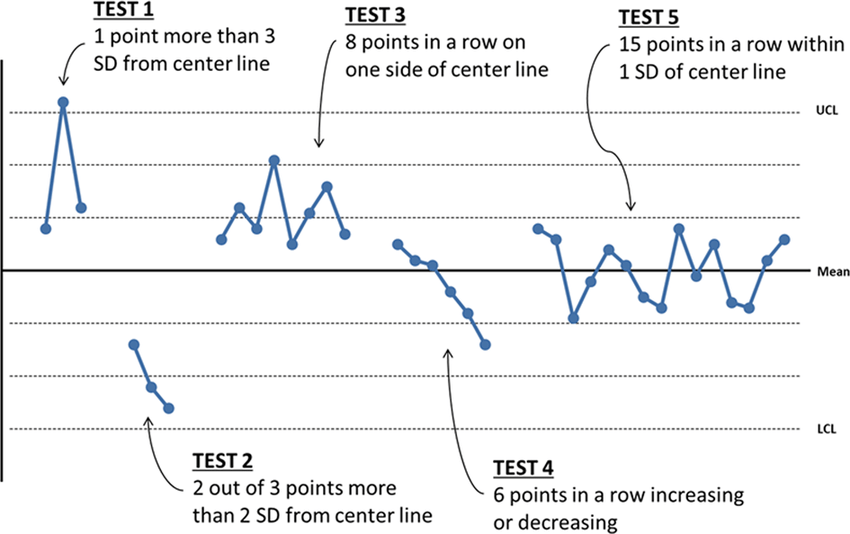 TEST 1
1 point more than 3
SD from center line
TEST 3
8 points in a row on
one side of center line
TEST 5
15 points in a row within
1 SD of center line
UCL
Mean
LCL
TEST 2
2 out of 3 points more
than 2 SD from center line
TEST 4
6 points in a row increasing
or decreasing